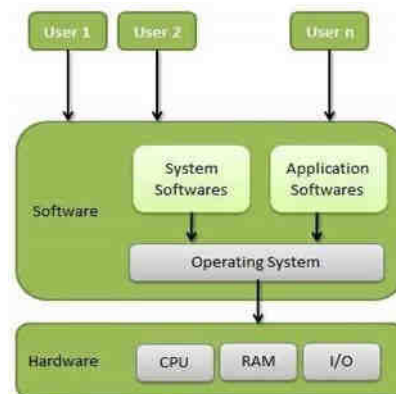 User 1
User 2
User n
System
Softwares
Application
Softwares
Software
Operating System
Hardware
CPU
RAM
I/O